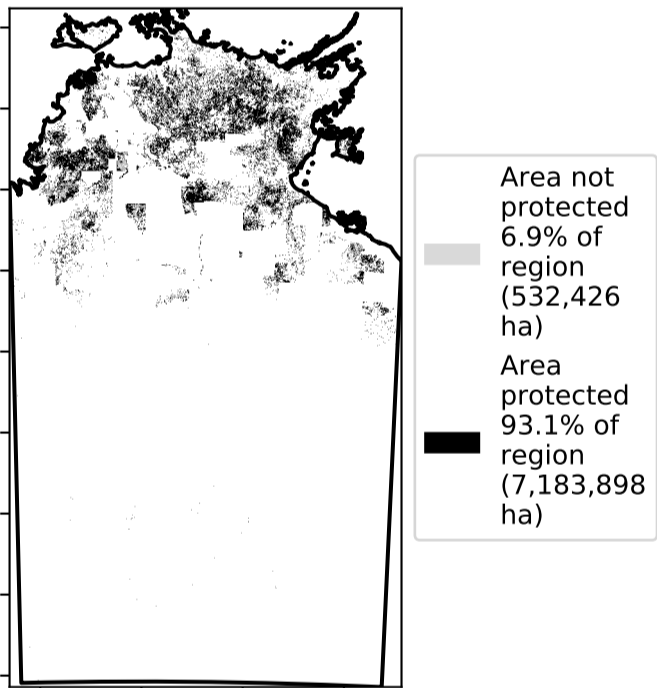 Area not
protected
6.9% of
region
(532,426
ha)
Area
protected
93.1% of
region
(7,183,898
ha)